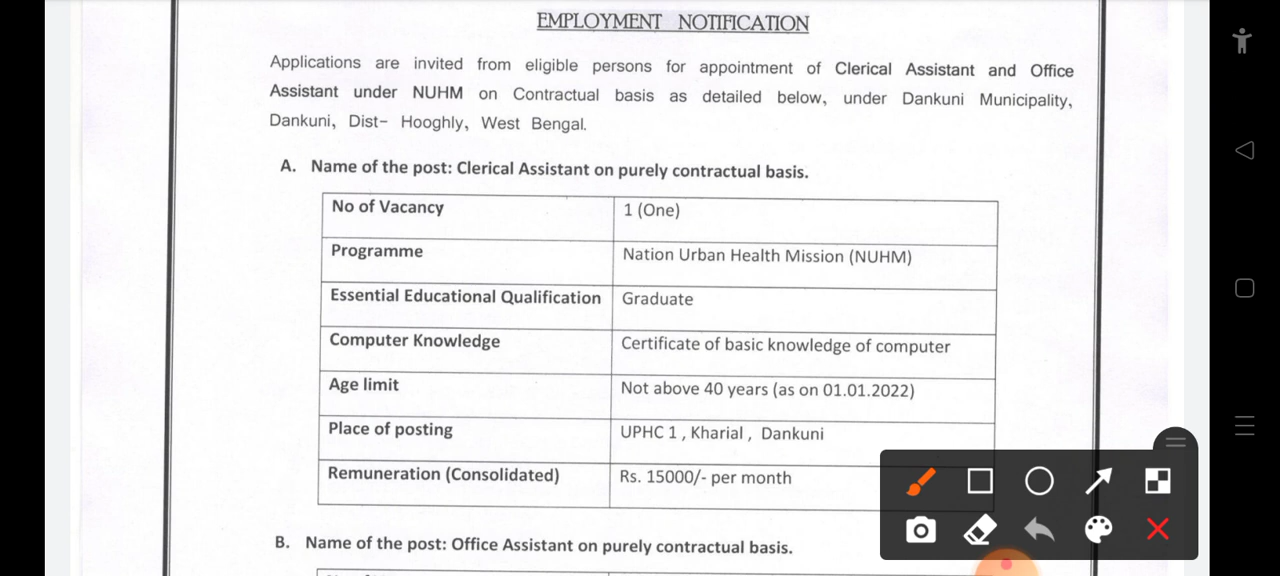 EMPLOYMENT NOTIFICATION
Applications are invited from eligible persons for appointment of Clerical Assistant and Office
Assistant under NUHM on Contractual basis as detailed below, under Dankuni Municipality,
Dankuni, Dist- Hooghly, West Bengal.
A. Name of the post: Clerical Assistant on purely contractual basis.
No of Vacancy 1 (One)
Programme Nation Urban Health Mission (NUHM)
Essential Educational Qualification Graduate
Computer Knowledge Certificate of basic knowledge of computer
Age limit Not above 40 years (as on 01.01.2022)
Place of posting UPHC 1 , Kharial , Dankuni
Remuneration (Consolidated) Rs. 15000/- per month
B. Name of the post: Office Assistant on purely contractual basis.